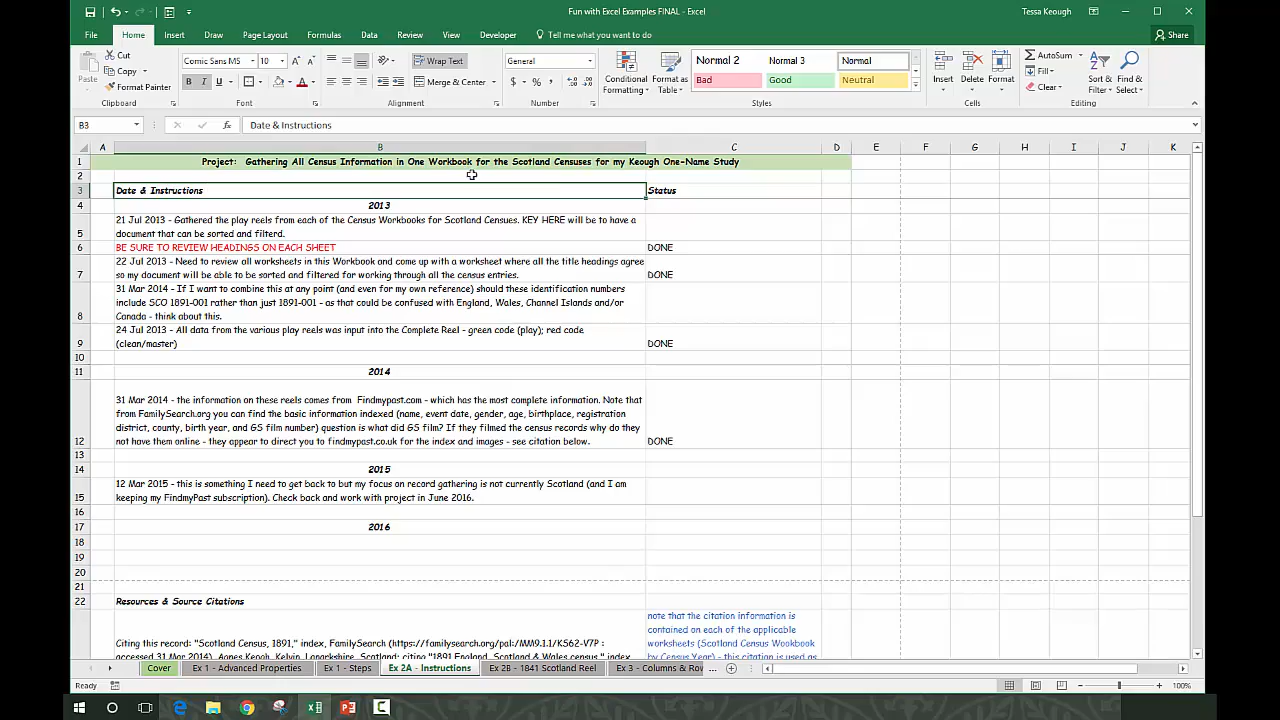 Fun with Excel Examples FINAL - Excel
Tessa Keough
File Home Insert Draw Page Layout Formulas Data Review View Developer Tell me what you want to do Share
Paste
Cut
Copy
Format Painter
Clipboard
Comic Sans MS 10
B I U
Font
Wrap Text
Merge & Center
Alignment
General
$ % ,
Number
Conditional Formatting
Format as Table
Normal 2 Normal 3 Normal
Bad Good Neutral
Styles
Insert Delete Format
Cells
AutoSum
Fill
Clear
Sort & Filter
Find & Select
Editing
B3 fx Date & Instructions
A B C D E F G H I J K
1 Project: Gathering All Census Information in One Workbook for the Scotland Censuses for my Keough One-Name Study
2
3 Date & Instructions Status
4 2013
21 Jul 2013 - Gathered the play reels from each of the Census Workbooks for Scotland Censues. KEY HERE will be to have a
5 document that can be sorted and filterd.
6 BE SURE TO REVIEW HEADINGS ON EACH SHEET DONE
22 Jul 2013 - Need to review all worksheets in this Workbook and come up with a worksheet where all the title headings agree
7 so my document will be able to be sorted and filtered for working through all the census entries. DONE
31 Mar 2014 - If I want to combine this at any point (and even for my own reference) should these identification numbers
include SCO 1891-001 rather than just 1891-001 - as that could be confused with England, Wales, Channel Islands and/or
8 Canada - think about this.
24 Jul 2013 - All data from the various play reels was input into the Complete Reel - green code (play); red code
9 (clean/master) DONE
10
11 2014
31 Mar 2014 - the information on these reels comes from Findmypast.com - which has the most complete information. Note that
from FamilySearch.org you can find the basic information indexed (name, event date, gender, age, birthplace, registration
district, county, birth year, and GS film number) question is what did GS film? If they filmed the census records why do they
12 not have them online - they appear to direct you to findmypast.co.uk for the index and images - see citation below. DONE
13
14 2015
12 Mar 2015 - this is something I need to get back to but my focus on record gathering is not currently Scotland (and I am
15 keeping my FindmyPast subscription). Check back and work with project in June 2016.
16
17 2016
18
19
20
21
22 Resources & Source Citations
note that the citation information is
contained on each of the applicable
Citing this record: "Scotland Census, 1891," index, FamilySearch (https://familysearch.org/pal:/MM9.1.1/KS62-V7P : worksheets (Scotland Census Wookbook
accessed 31 Mar 2014), Agnes Keogh, Kelvin, Lanarkshire, Scotland; citing "1891 England, Scotland & Wales census," index by Census Year) - this citation is used as
Cover Ex 1 - Advanced Properties Ex 1 - Steps Ex 2A - Instructions Ex 2B - 1841 Scotland Reel Ex 3 - Columns & Rov ...
Ready 100%